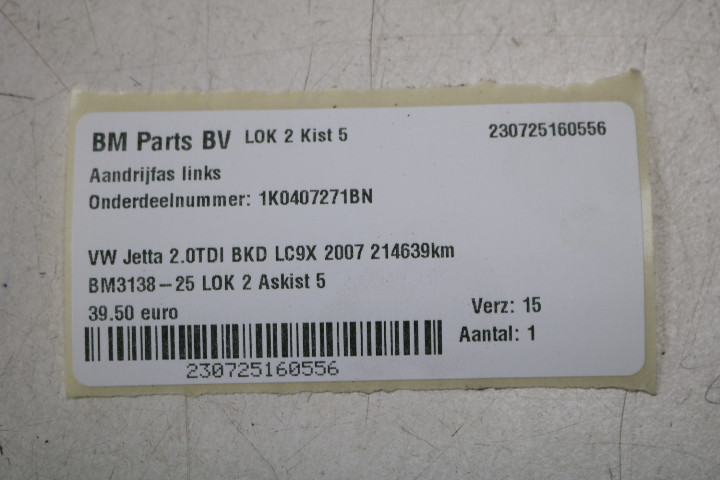 BM Parts BV LOK 2 Kist 5 230725160556
Aandrijfas links
Onderdeelnummer: 1K0407271BN
VW Jetta 2.0TDI BKD LC9X 2007 214639km
BM3138-25 LOK 2 Askist 5
39.50 euro Verz: 15
Aantal: 1
230725160556